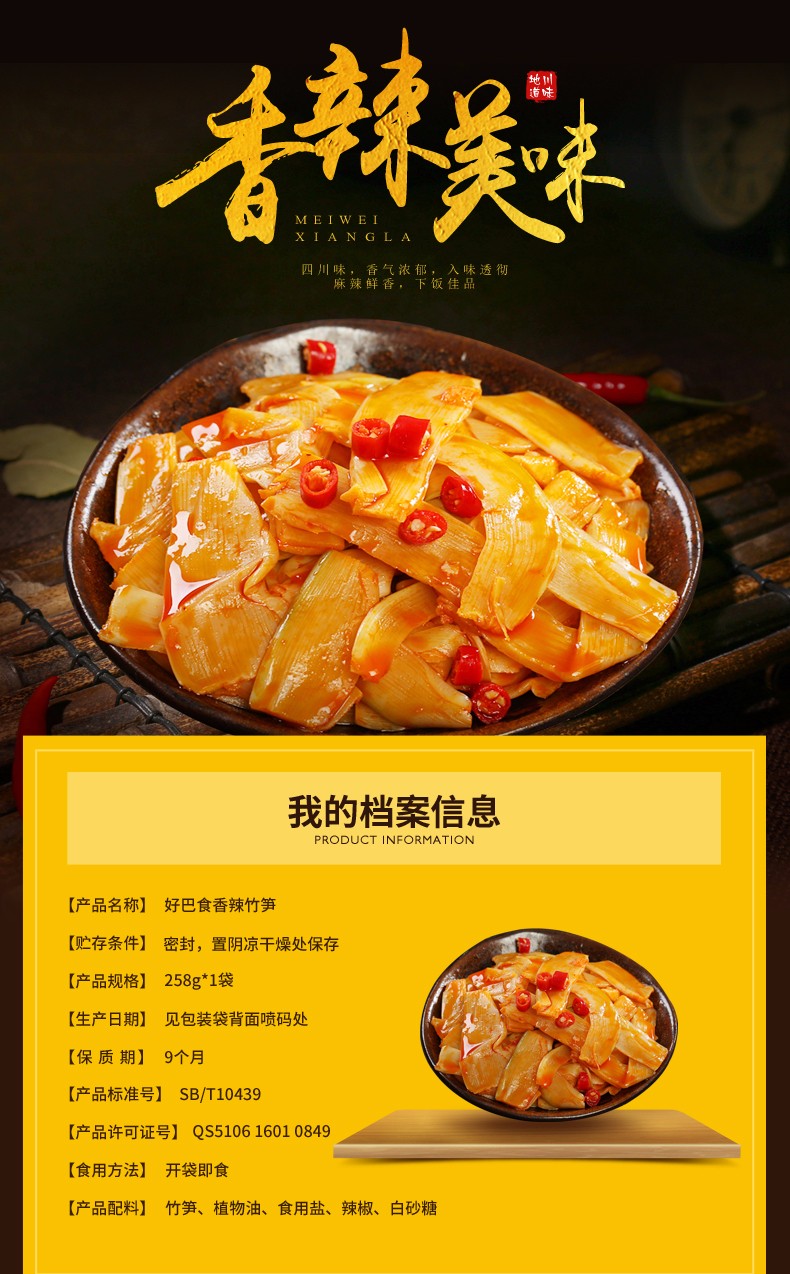 香辣美味
地道
川味
MEIWEI
XIANGLA
四川味，香气浓郁，入味透彻
麻辣鲜香，下饭佳品
我的档案信息
PRODUCT INFORMATION
【产品名称】 好巴食香辣竹笋
【贮存条件】 密封，置阴凉干燥处保存
【产品规格】 258g*1袋
【生产日期】 见包装袋背面喷码处
【保 质 期】 9个月
【产品标准号】 SB/T10439
【产品许可证号】 QS5106 1601 0849
【食用方法】 开袋即食
【产品配料】 竹笋、植物油、食用盐、辣椒、白砂糖